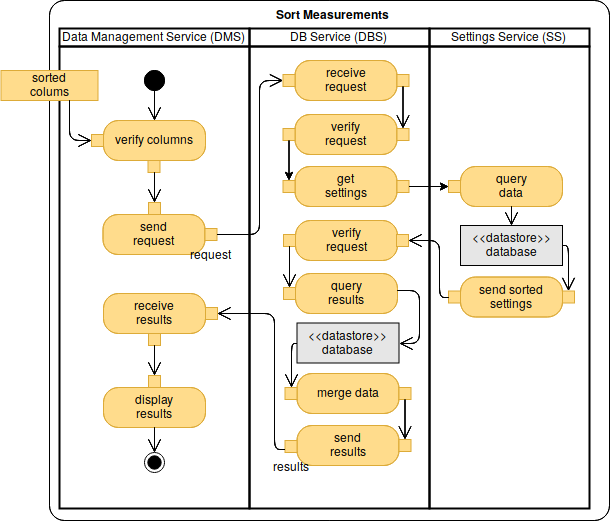 Sort Measurements
Data Management Service (DMS)
DB Service (DBS)
Settings Service (SS)
sorted
colums
verify columns
send
request
request
receive
results
display
results
receive
request
verify
request
get
settings
verify
request
query
results
<<datastore>>
database
merge data
send
results
results
query
data
<<datastore>>
database
send sorted
settings